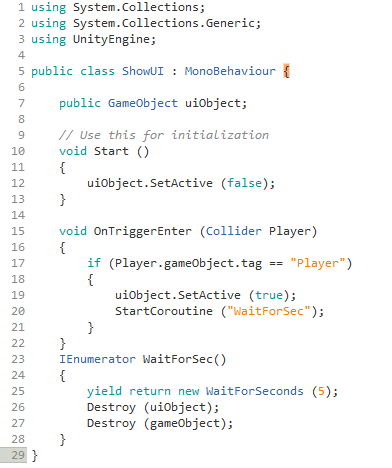 1 using System.Collections;
2 using System.Collections.Generic;
3 using UnityEngine;
4
5 public class ShowUI : MonoBehaviour {
6
7     public GameObject uiObject;
8
9     // Use this for initialization
10     void Start ()
11     {
12         uiObject.SetActive (false);
13     }
14
15     void OnTriggerEnter (Collider Player)
16     {
17         if (Player.gameObject.tag == "Player")
18         {
19             uiObject.SetActive (true);
20             StartCoroutine ("WaitForSec");
21         }
22     }
23     IEnumerator WaitForSec()
24     {
25         yield return new WaitForSeconds (5);
26         Destroy (uiObject);
27         Destroy (gameObject);
28     }
29 }